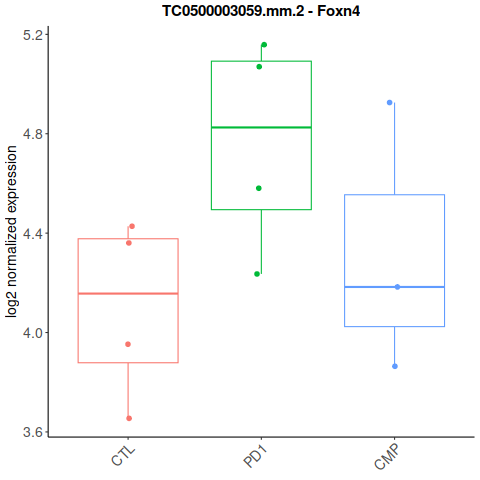 TC0500003059.mm.2 - Foxn4
log2 normalized expression
5.2
4.8
4.4
4.0
3.6
CTL
PD1
CMP